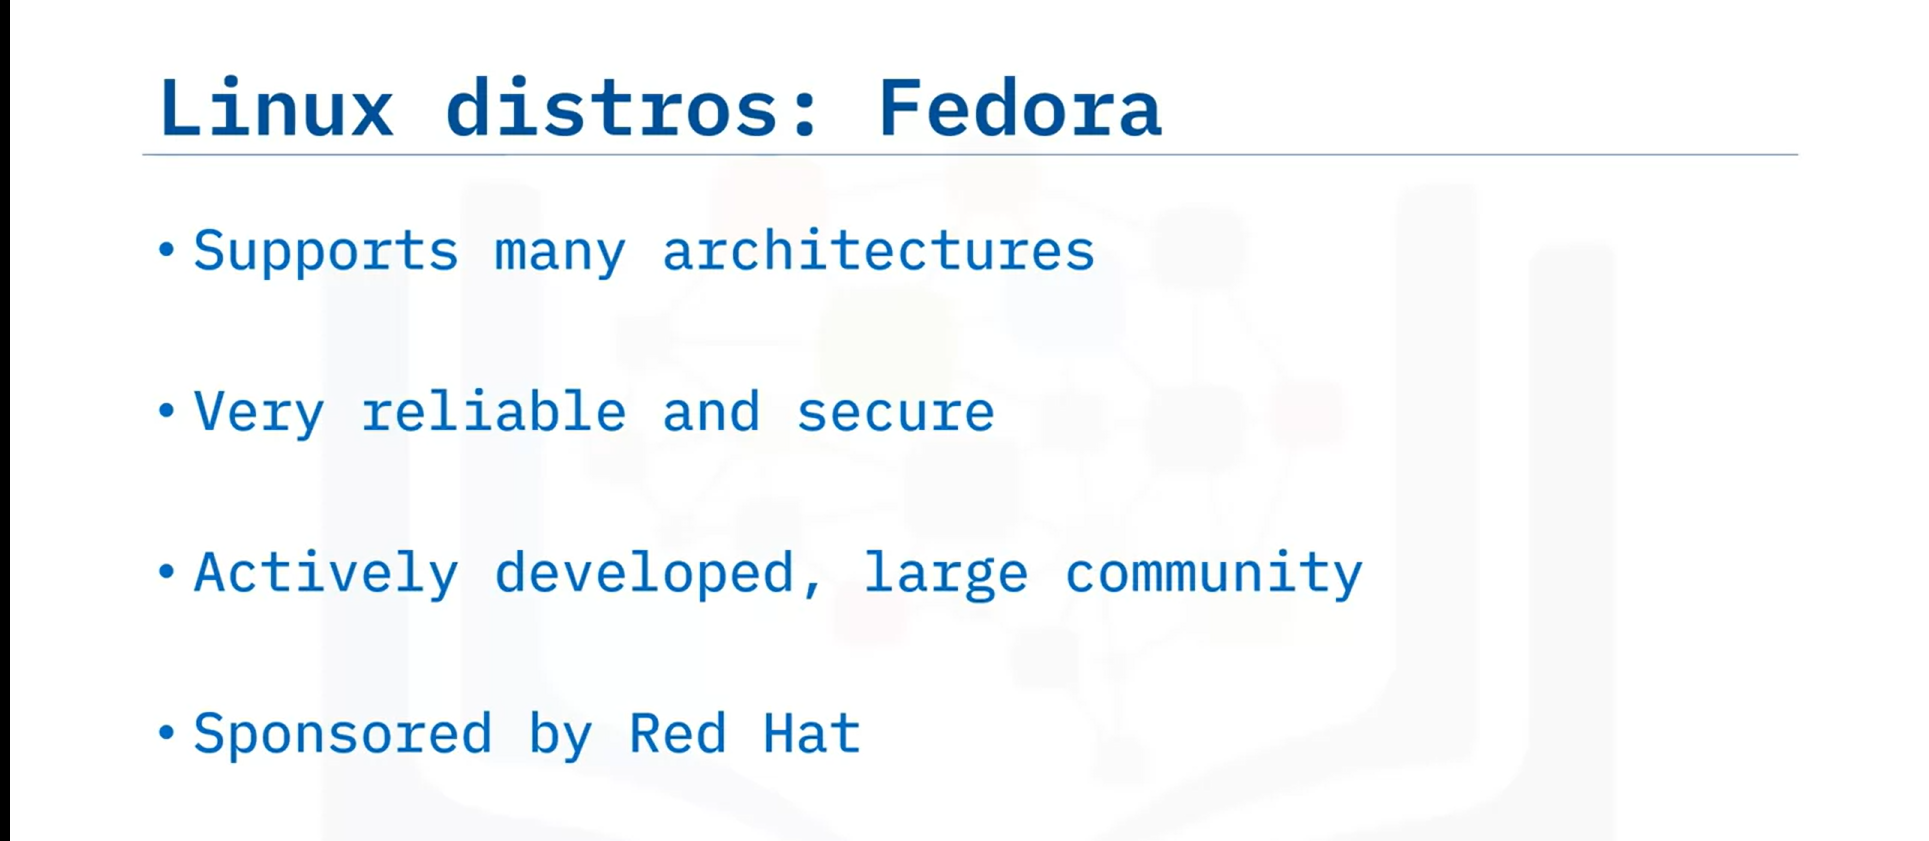 Linux distros: Fedora
• Supports many architectures
• Very reliable and secure
• Actively developed, large community
• Sponsored by Red Hat